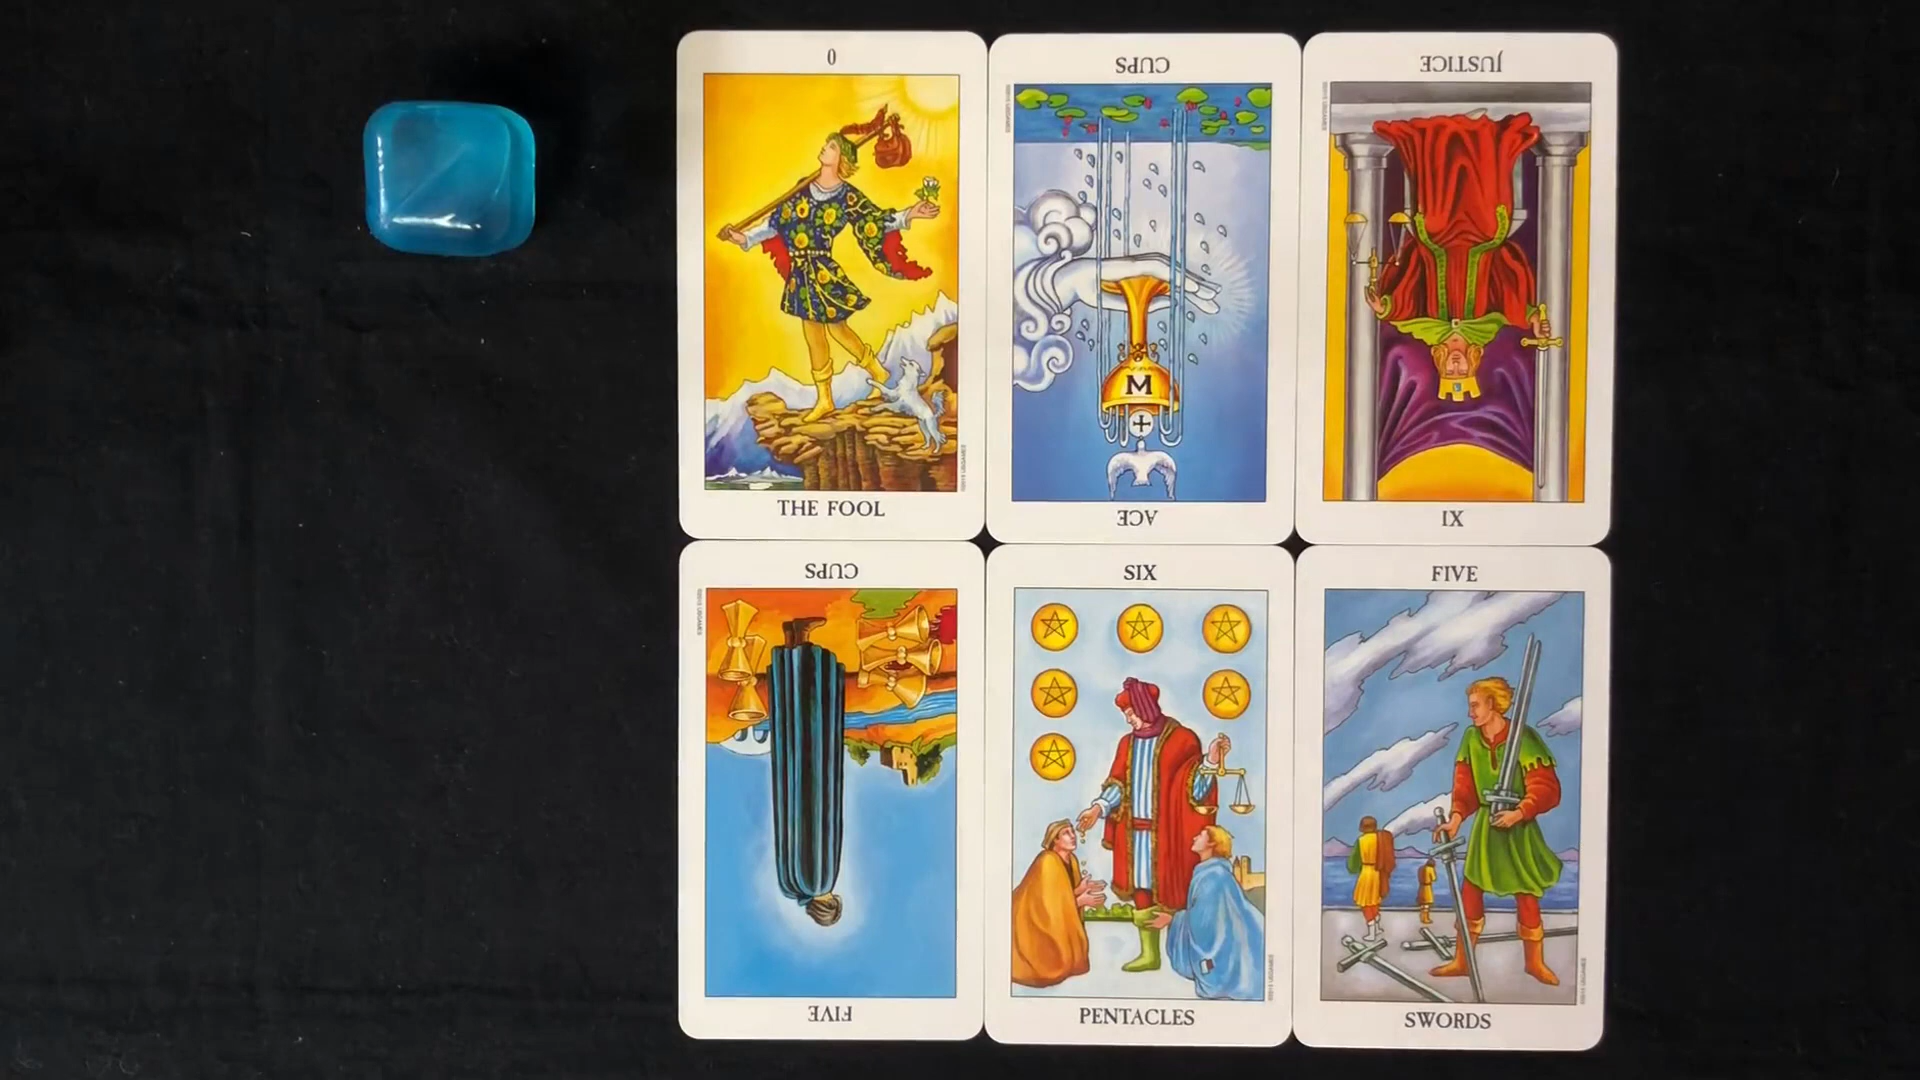 0
THE FOOL
CUPS
M
ACE
JUSTICE
XI
CUPS
FIVE
SIX
PENTACLES
FIVE
SWORDS